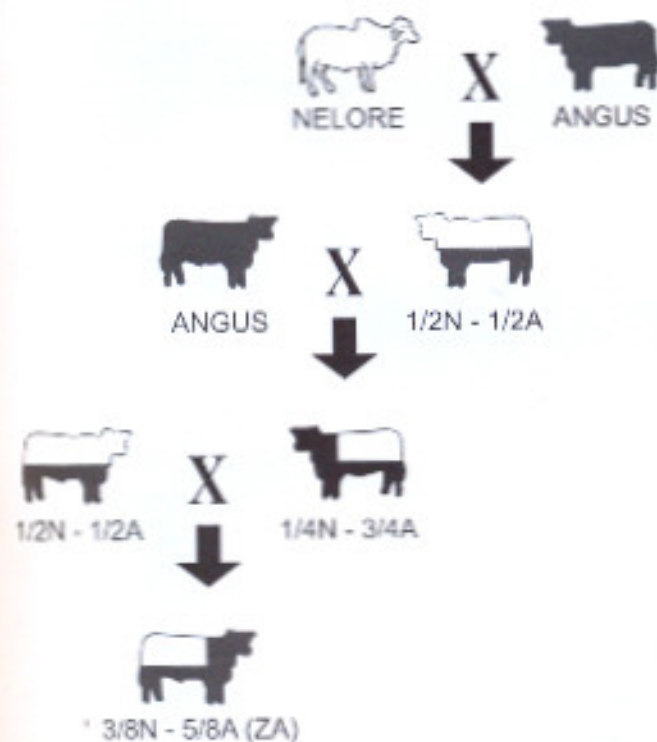 NELORE X ANGUS
ANGUS X 1/2N - 1/2A
1/2N - 1/2A X 1/4N - 3/4A
' 3/8N - 5/8A (ZA)